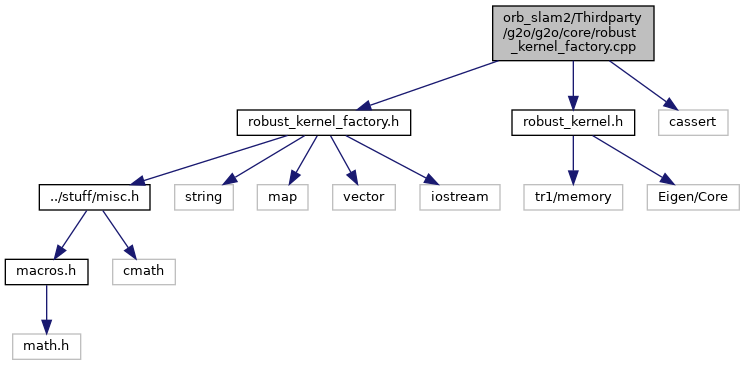 orb_slam2/Thirdparty
/g2o/g2o/core/robust
_kernel_factory.cpp
robust_kernel_factory.h
robust_kernel.h
cassert
../stuff/misc.h
string
map
vector
iostream
tr1/memory
Eigen/Core
macros.h
cmath
math.h